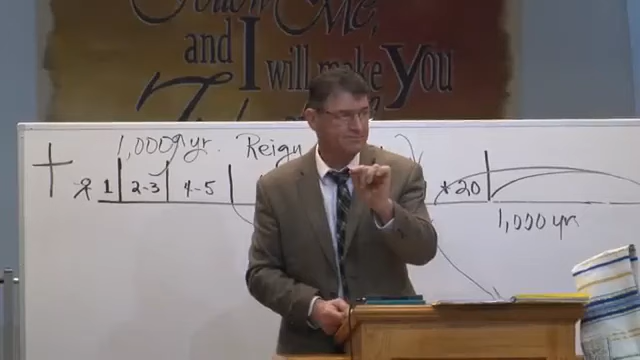 Follow Me,
and I will make You
1,000 yr. Reign
1 2-3 4-5 *20
1,000 yr